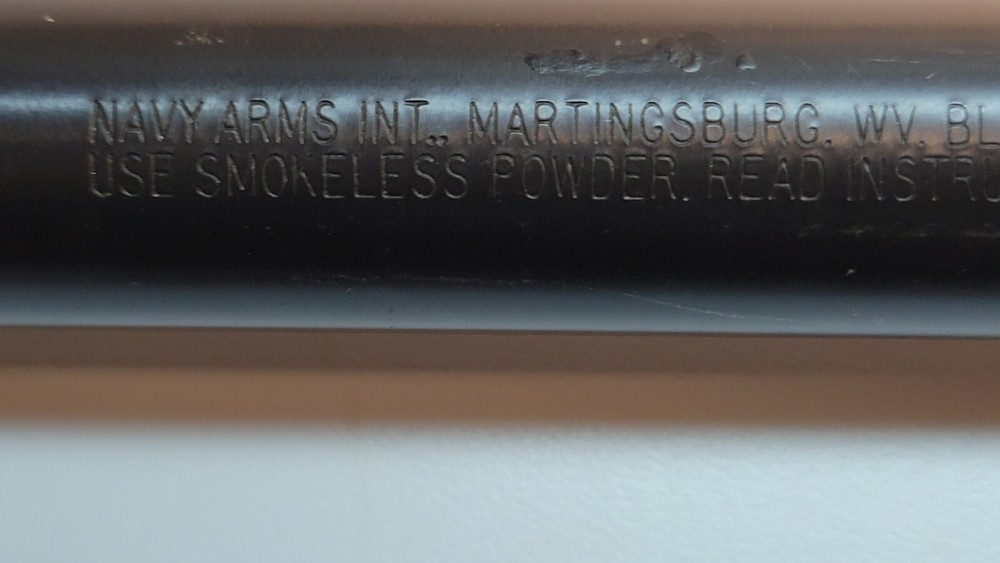 NAVY ARMS INT., MARTINGSBURG. WV. BL
USE SMOKELESS POWDER. READ INSTRU